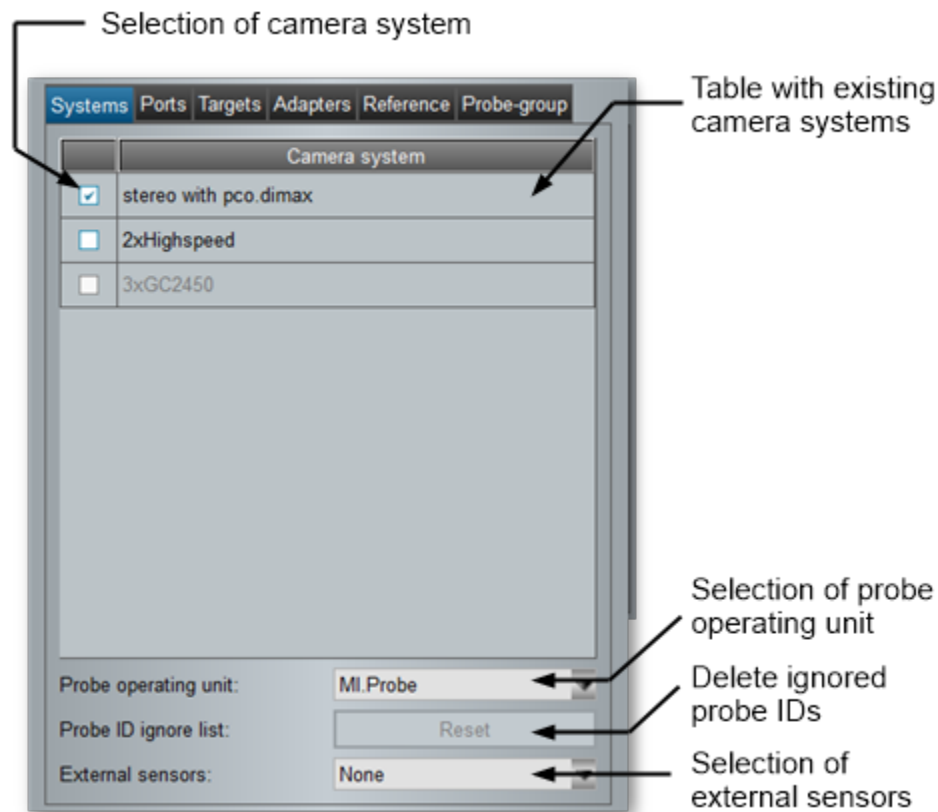 Selection of camera system
Table with existing
camera systems
Systems Ports Targets Adapters Reference Probe-group
Camera system
stereo with pco.dimax
2xHighspeed
3xGC2450
Selection of probe
operating unit
Probe operating unit: MI.Probe
Delete ignored
probe IDs
Probe ID ignore list: Reset
Selection of
external sensors
External sensors: None